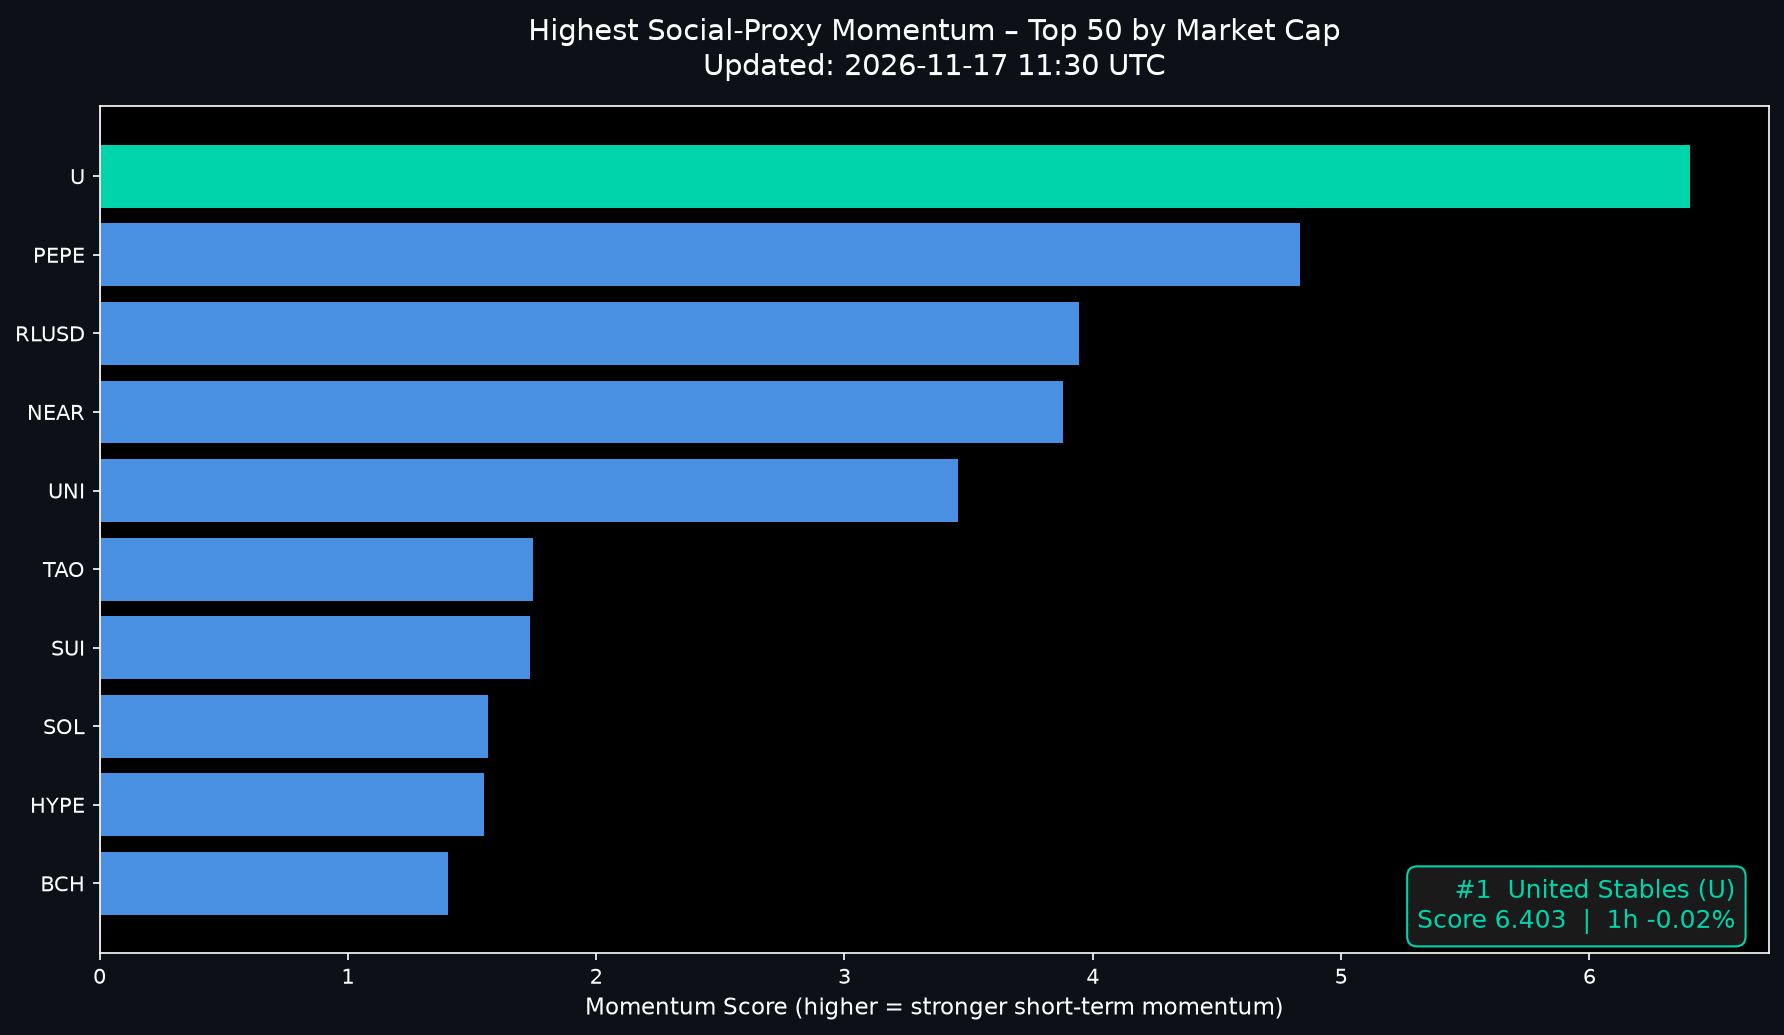 Highest Social-Proxy Momentum – Top 50 by Market Cap
Updated: 2026-11-17 11:30 UTC
U
PEPE
RLUSD
NEAR
UNI
TAO
SUI
SOL
HYPE
BCH
#1  United Stables (U)
Score 6.403  |  1h -0.02%
0 1 2 3 4 5 6
Momentum Score (higher = stronger short-term momentum)